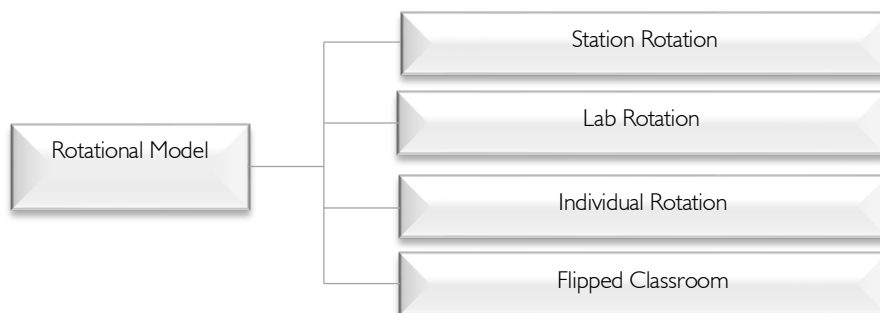 Station Rotation
Lab Rotation
Rotational Model
Individual Rotation
Flipped Classroom